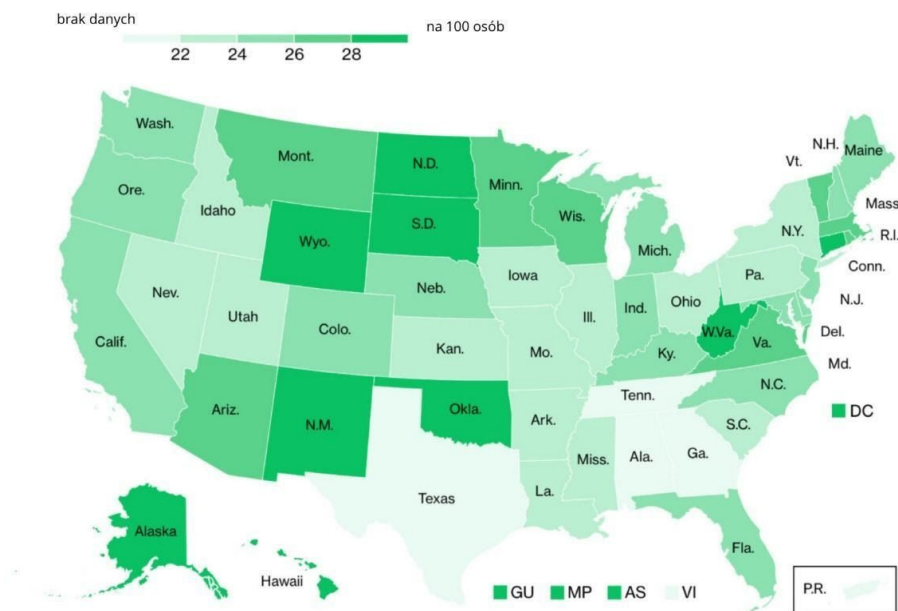 brak danych
na 100 osób
22 24 26 28
Wash.
Mont.
N.D.
Minn.
Vt.
N.H.
Maine
Ore.
Idaho
Wyo.
S.D.
Wis.
Mich.
N.Y.
Mass
R.I.
Conn.
Nev.
Utah
Colo.
Neb.
Iowa
Ill.
Ind.
Ohio
Pa.
N.J.
Calif.
Kan.
Mo.
Ky.
W.Va.
Va.
Del.
Md.
Ariz.
N.M.
Okla.
Ark.
Tenn.
N.C.
S.C.
DC
Texas
La.
Miss.
Ala.
Ga.
Fla.
Alaska
Hawaii
GU MP AS VI
P.R.